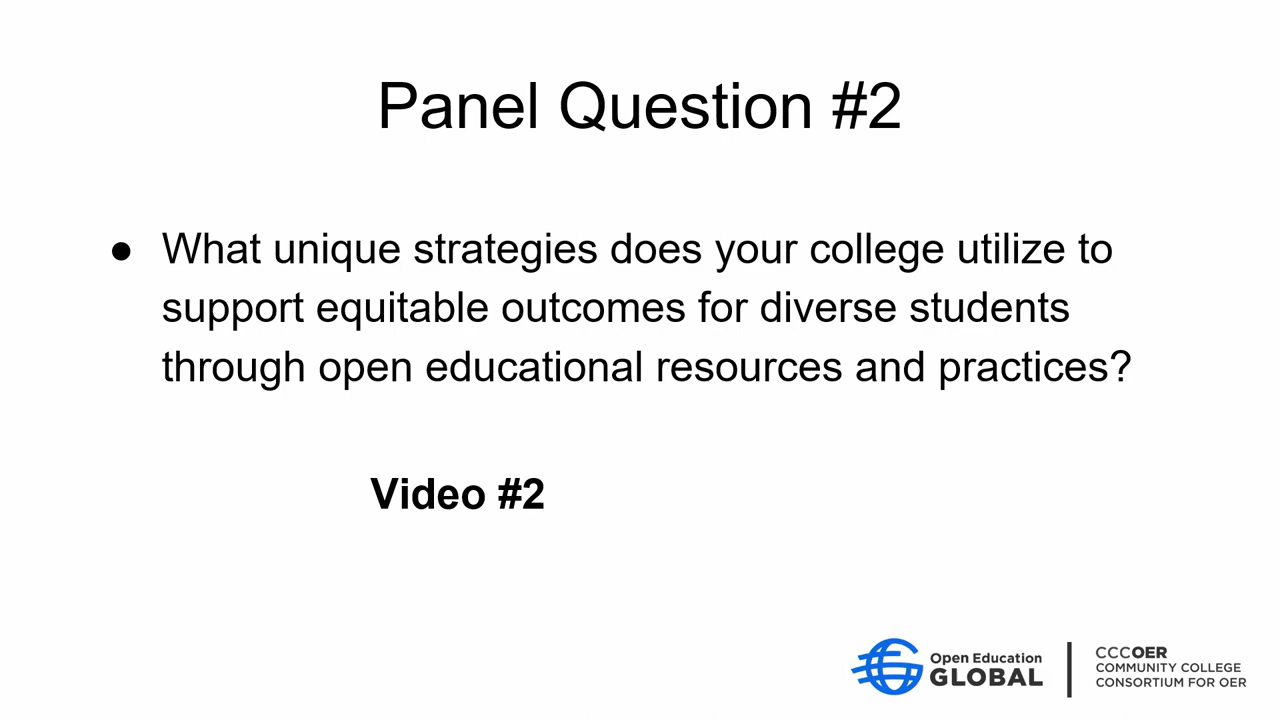 Panel Question #2
● What unique strategies does your college utilize to
support equitable outcomes for diverse students
through open educational resources and practices?
Video #2
Open Education
GLOBAL
CCCOER
COMMUNITY COLLEGE
CONSORTIUM FOR OER